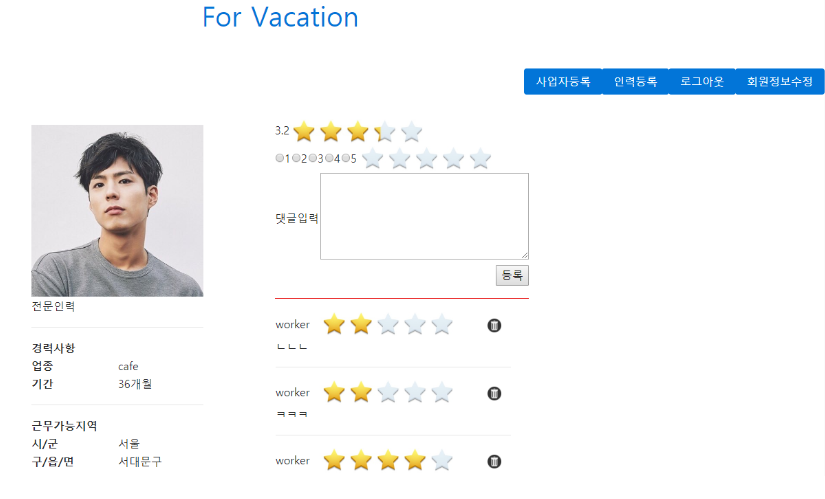 For Vacation
사업자등록 인력등록 로그아웃 회원정보수정
3.2
1 2 3 4 5
댓글입력
등록
전문인력
경력사항
업종 cafe
기간 36개월
근무가능지역
시/군 서울
구/읍/면 서대문구
worker
ㄴㄴㄴ
worker
ㅋㅋㅋ
worker